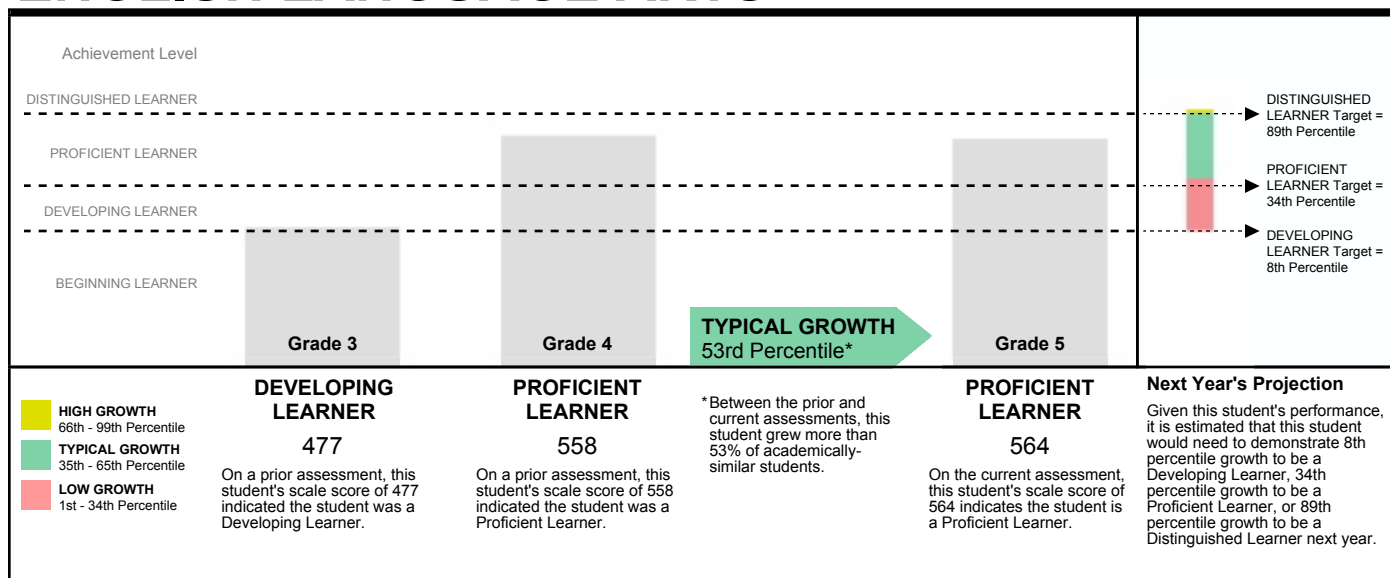 Achievement Level
DISTINGUISHED LEARNER
PROFICIENT LEARNER
DEVELOPING LEARNER
BEGINNING LEARNER
Grade 3
Grade 4
TYPICAL GROWTH
53rd Percentile*
Grade 5
DISTINGUISHED
LEARNER Target =
89th Percentile
PROFICIENT
LEARNER Target =
34th Percentile
DEVELOPING
LEARNER Target =
8th Percentile
HIGH GROWTH
66th - 99th Percentile
TYPICAL GROWTH
35th - 65th Percentile
LOW GROWTH
1st - 34th Percentile
DEVELOPING
LEARNER
477
On a prior assessment, this
student's scale score of 477
indicated the student was a
Developing Learner.
PROFICIENT
LEARNER
558
On a prior assessment, this
student's scale score of 558
indicated the student was a
Proficient Learner.
*Between the prior and
current assessments, this
student grew more than
53% of academically-
similar students.
PROFICIENT
LEARNER
564
On the current assessment,
this student's scale score of
564 indicates the student is
a Proficient Learner.
Next Year's Projection
Given this student's performance,
it is estimated that this student
would need to demonstrate 8th
percentile growth to be a
Developing Learner, 34th
percentile growth to be a
Proficient Learner, or 89th
percentile growth to be a
Distinguished Learner next year.